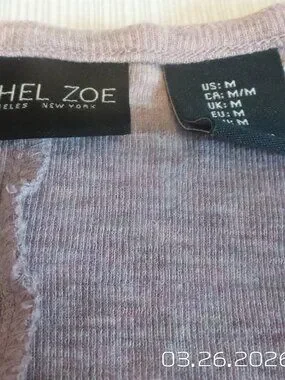 HEL ZOE
ELES NEW YORK
US: M
CA: M/M
UK: M
EU: M
03.26.2026